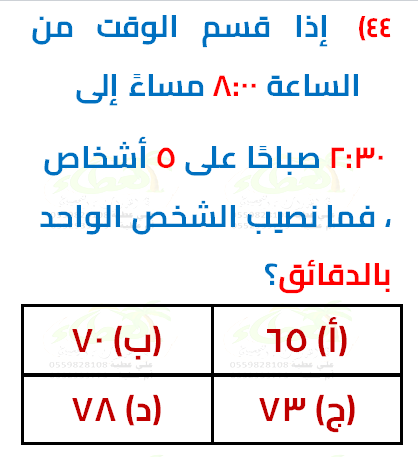 ٤٤) إذا قسم الوقت من
الساعة ٨:٠٠ مساءً إلى
٢:٣٠ صباحًا على ٥ أشخاص
، فما نصيب الشخص الواحد
بالدقائق؟
(أ) ٦٥
(ب) ٧٠
(ج) ٧٣
(د) ٧٨
0559828108